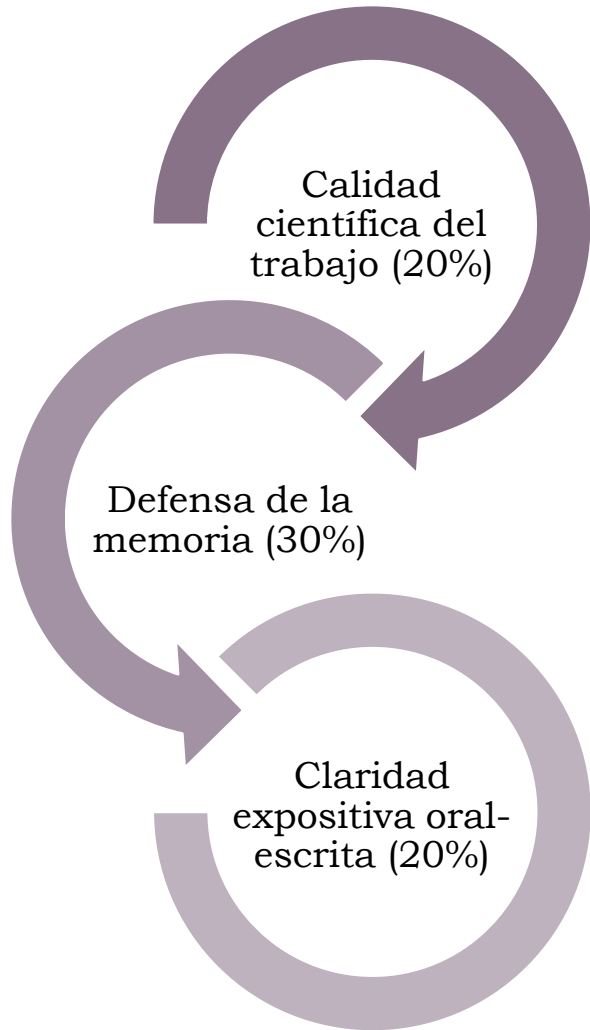 Calidad
científica del
trabajo (20%)
Defensa de la
memoria (30%)
Claridad
expositiva oral-
escrita (20%)